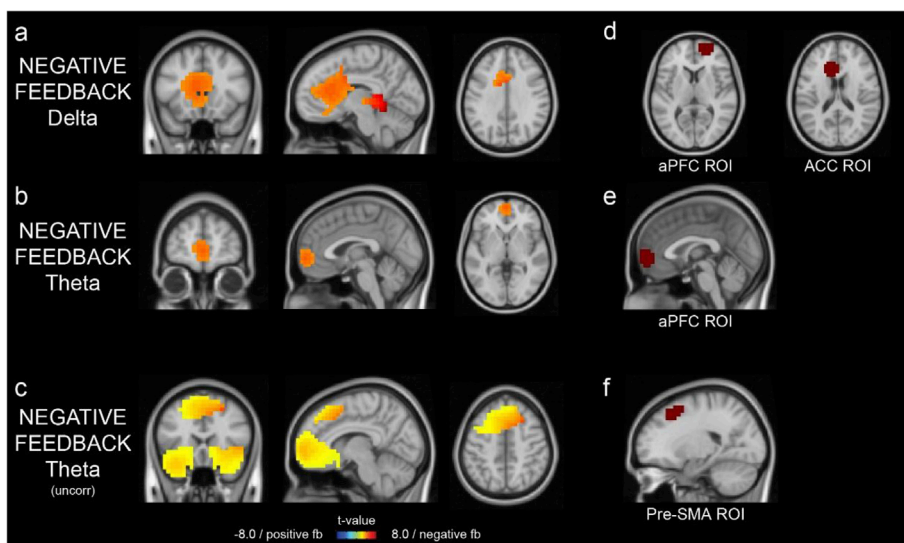 a
NEGATIVE
FEEDBACK
Delta
d
aPFC ROI
ACC ROI
b
NEGATIVE
FEEDBACK
Theta
e
aPFC ROI
c
NEGATIVE
FEEDBACK
Theta
(uncorr)
f
Pre-SMA ROI
t-value
-8.0 / positive fb 8.0 / negative fb